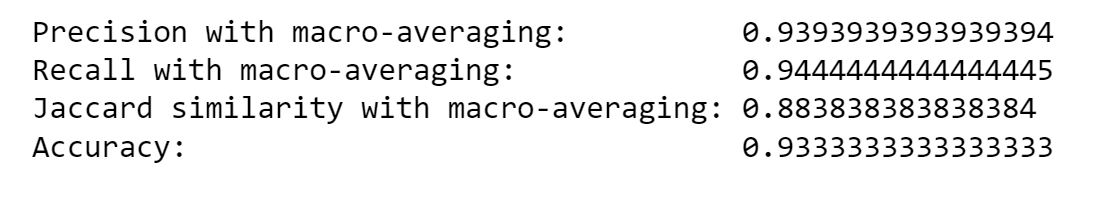 Precision with macro-averaging: 0.9393939393939394
Recall with macro-averaging: 0.9444444444444445
Jaccard similarity with macro-averaging: 0.883838383838384
Accuracy: 0.9333333333333333